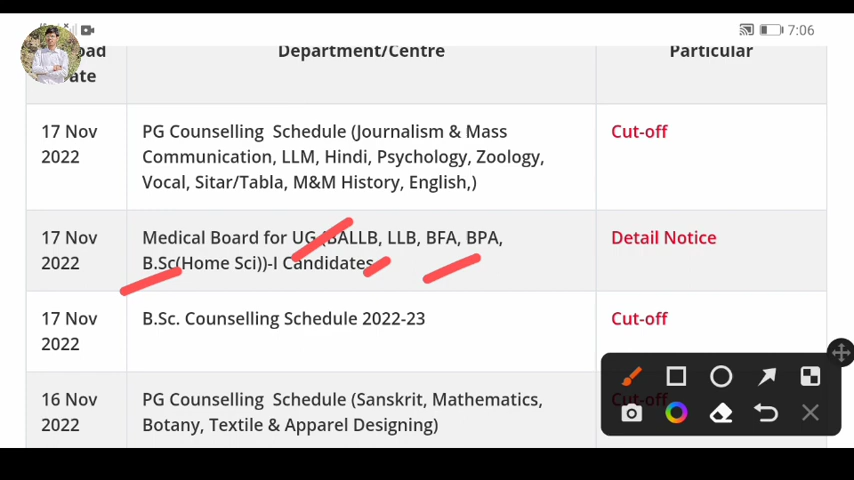 7:06
Department/Centre
Particular
ate
17 Nov
2022
PG Counselling Schedule (Journalism & Mass
Communication, LLM, Hindi, Psychology, Zoology,
Vocal, Sitar/Tabla, M&M History, English,)
Cut-off
17 Nov
2022
Medical Board for UG (BALLB, LLB, BFA, BPA,
B.Sc(Home Sci))-I Candidates
Detail Notice
17 Nov
2022
B.Sc. Counselling Schedule 2022-23
Cut-off
16 Nov
2022
PG Counselling Schedule (Sanskrit, Mathematics,
Botany, Textile & Apparel Designing)
Cut-off